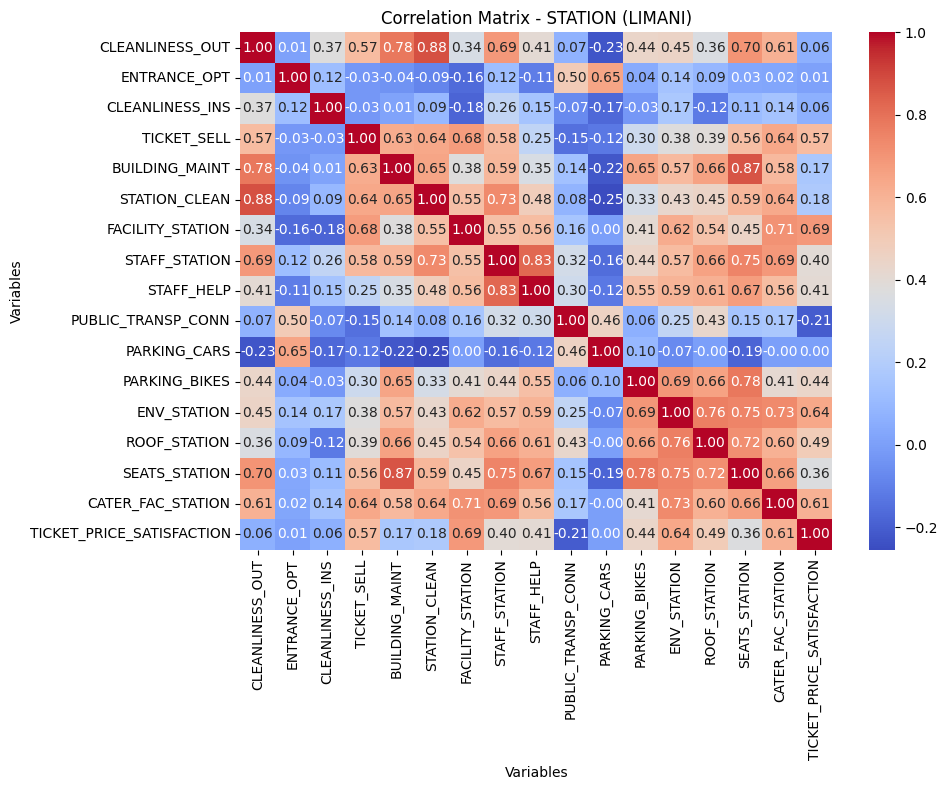 Correlation Matrix - STATION (LIMANI)
CLEANLINESS_OUT 1.00 0.01 0.37 0.57 0.78 0.88 0.34 0.69 0.41 0.07 -0.23 0.44 0.45 0.36 0.70 0.61 0.06
ENTRANCE_OPT 0.01 1.00 0.12 -0.03 -0.04 -0.09 -0.16 0.12 -0.11 0.50 0.65 0.04 0.14 0.09 0.03 0.02 0.01
CLEANLINESS_INS 0.37 0.12 1.00 -0.03 0.01 0.09 -0.18 0.26 0.15 -0.07 -0.17 -0.03 0.17 -0.12 0.11 0.14 0.06
TICKET_SELL 0.57 -0.03 -0.03 1.00 0.63 0.64 0.68 0.58 0.25 -0.15 -0.12 0.30 0.38 0.39 0.56 0.64 0.57
BUILDING_MAINT 0.78 -0.04 0.01 0.63 1.00 0.65 0.38 0.59 0.35 0.14 -0.22 0.65 0.57 0.66 0.87 0.58 0.17
STATION_CLEAN 0.88 -0.09 0.09 0.64 0.65 1.00 0.55 0.73 0.48 0.08 -0.25 0.33 0.43 0.45 0.59 0.64 0.18
FACILITY_STATION 0.34 -0.16 -0.18 0.68 0.38 0.55 1.00 0.55 0.56 0.16 0.00 0.41 0.62 0.54 0.45 0.71 0.69
STAFF_STATION 0.69 0.12 0.26 0.58 0.59 0.73 0.55 1.00 0.83 0.32 -0.16 0.44 0.57 0.66 0.75 0.69 0.40
STAFF_HELP 0.41 -0.11 0.15 0.25 0.35 0.48 0.56 0.83 1.00 0.30 -0.12 0.55 0.59 0.61 0.67 0.56 0.41
PUBLIC_TRANSP_CONN 0.07 0.50 -0.07 -0.15 0.14 0.08 0.16 0.32 0.30 1.00 0.46 0.06 0.25 0.43 0.15 0.17 -0.21
PARKING_CARS -0.23 0.65 -0.17 -0.12 -0.22 -0.25 0.00 -0.16 -0.12 0.46 1.00 0.10 -0.07 -0.00 -0.19 -0.00 0.00
PARKING_BIKES 0.44 0.04 -0.03 0.30 0.65 0.33 0.41 0.44 0.55 0.06 0.10 1.00 0.69 0.66 0.78 0.41 0.44
ENV_STATION 0.45 0.14 0.17 0.38 0.57 0.43 0.62 0.57 0.59 0.25 -0.07 0.69 1.00 0.76 0.75 0.73 0.64
ROOF_STATION 0.36 0.09 -0.12 0.39 0.66 0.45 0.54 0.66 0.61 0.43 -0.00 0.66 0.76 1.00 0.72 0.60 0.49
SEATS_STATION 0.70 0.03 0.11 0.56 0.87 0.59 0.45 0.75 0.67 0.15 -0.19 0.78 0.75 0.72 1.00 0.66 0.36
CATER_FAC_STATION 0.61 0.02 0.14 0.64 0.58 0.64 0.71 0.69 0.56 0.17 -0.00 0.41 0.73 0.60 0.66 1.00 0.61
TICKET_PRICE_SATISFACTION 0.06 0.01 0.06 0.57 0.17 0.18 0.69 0.40 0.41 -0.21 0.00 0.44 0.64 0.49 0.36 0.61 1.00
Variables
CLEANLINESS_OUT
ENTRANCE_OPT
CLEANLINESS_INS
TICKET_SELL
BUILDING_MAINT
STATION_CLEAN
FACILITY_STATION
STAFF_STATION
STAFF_HELP
PUBLIC_TRANSP_CONN
PARKING_CARS
PARKING_BIKES
ENV_STATION
ROOF_STATION
SEATS_STATION
CATER_FAC_STATION
TICKET_PRICE_SATISFACTION
Variables
1.0
0.8
0.6
0.4
0.2
0.0
−0.2